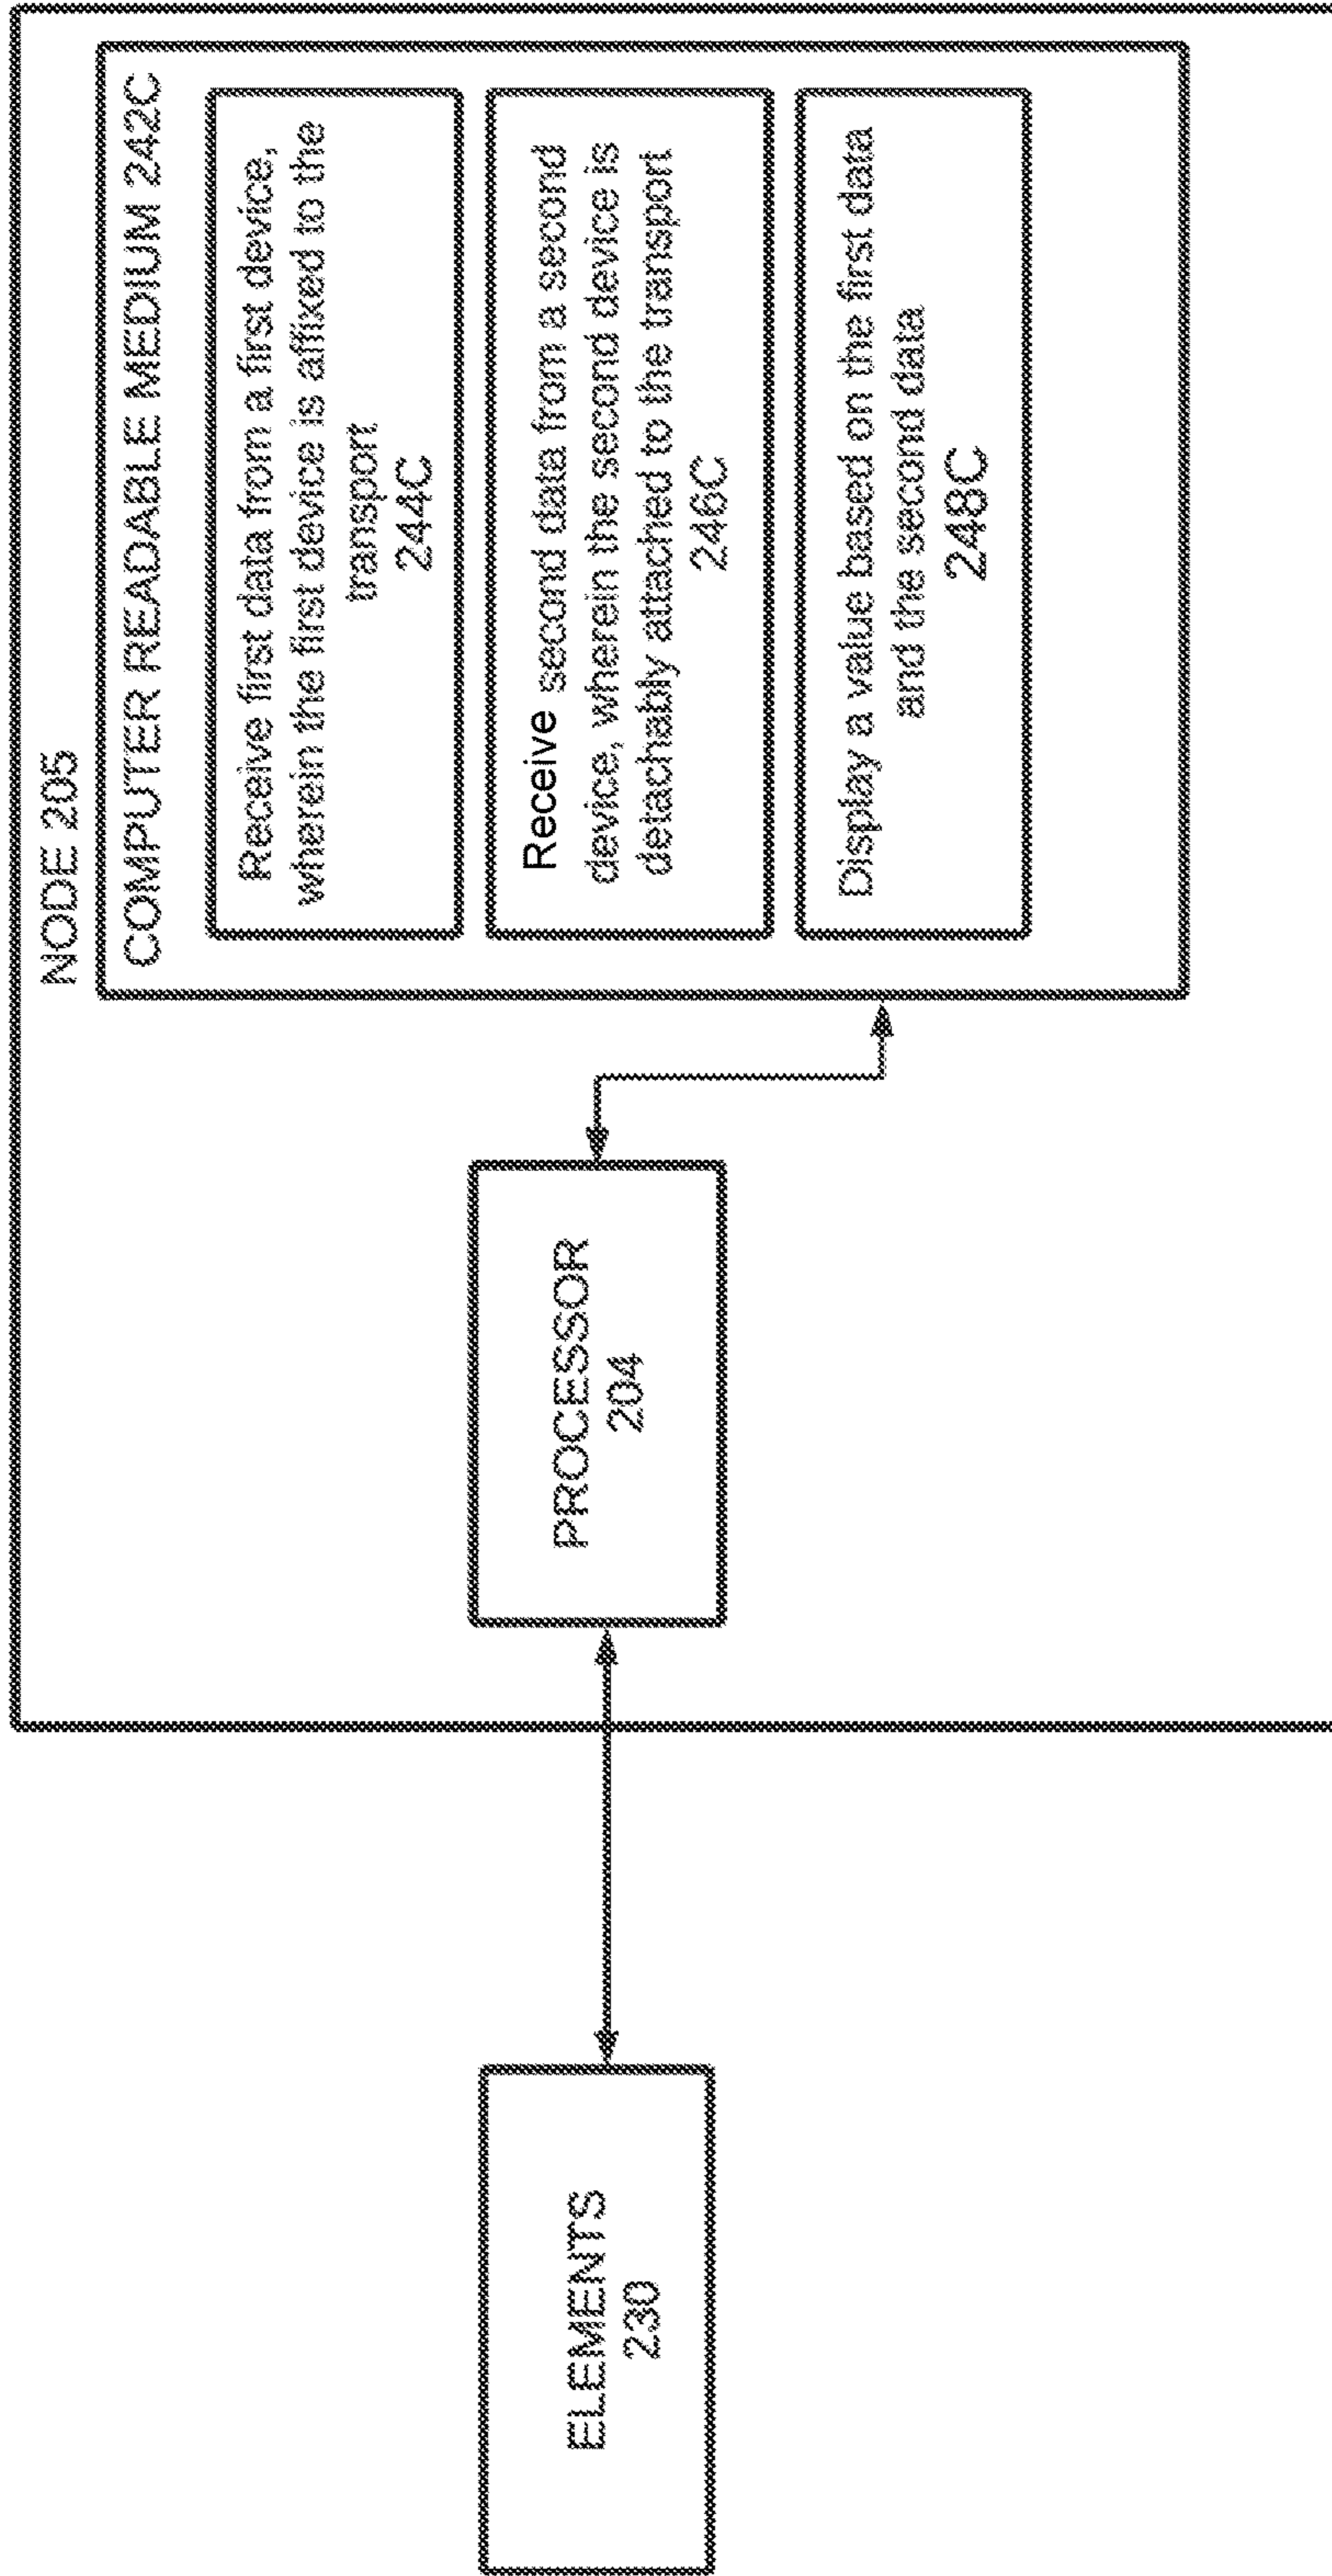 NODE 205
COMPUTER READABLE MEDIUM 242C
Receive first data from a first device,
wherein the first device is affixed to the
transport
244C
Receive second data from a second
device, wherein the second device is
detachably attached to the transport
246C
Display a value based on the first data
and the second data
248C
PROCESSOR
204
ELEMENTS
230